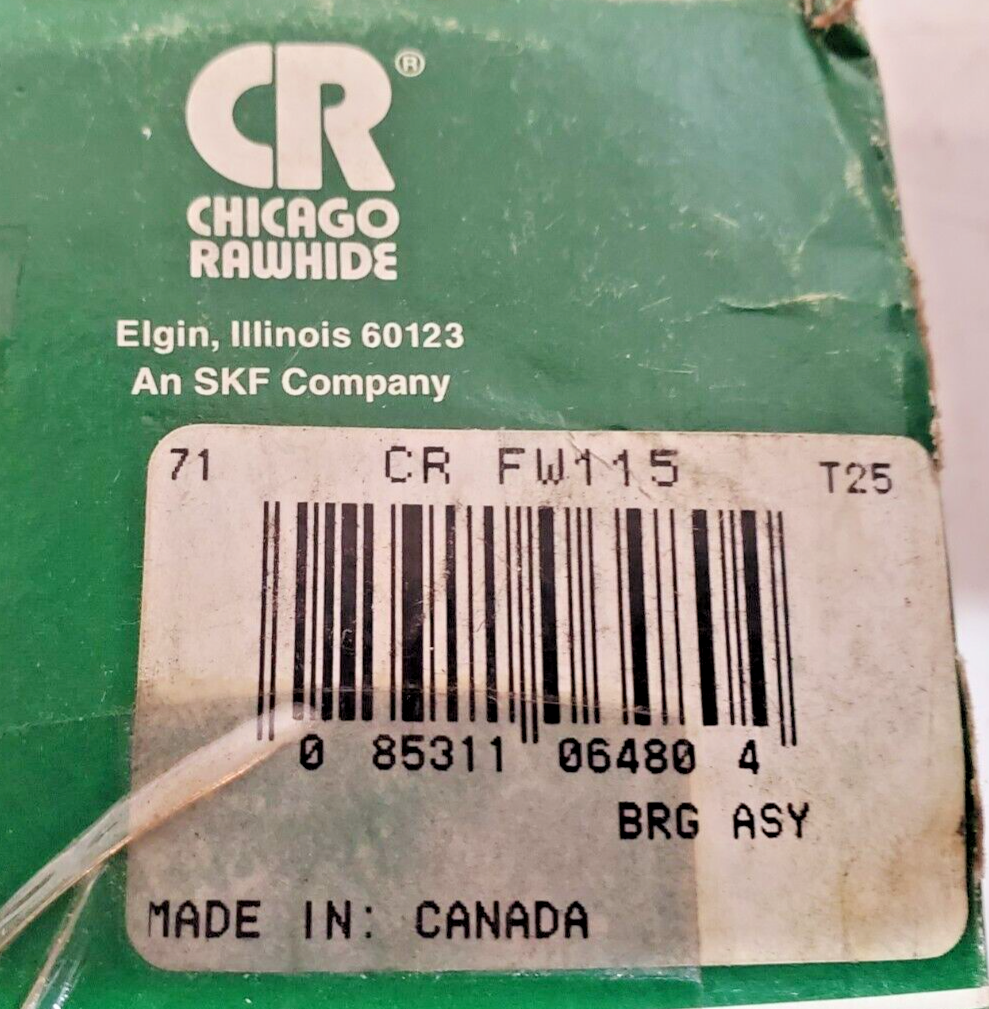 CR®
CHICAGO
RAWHIDE
Elgin, Illinois 60123
An SKF Company
71 CR FW115 T25
0 85311 06480 4
BRG ASY
MADE IN: CANADA